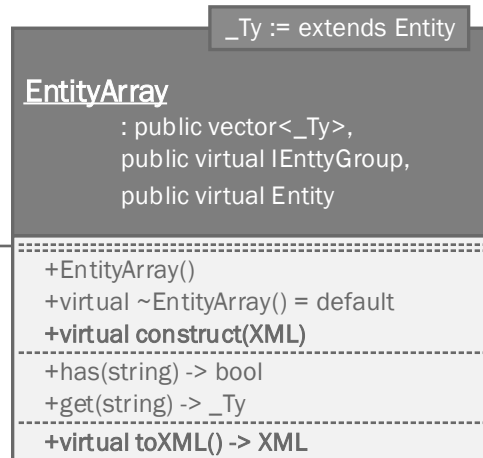 _Ty := extends Entity
EntityArray
: public vector<_Ty>,
public virtual IEnttyGroup,
public virtual Entity
+EntityArray()
+virtual ~EntityArray() = default
+virtual construct(XML)
+has(string) -> bool
+get(string) -> _Ty
+virtual toXML() -> XML